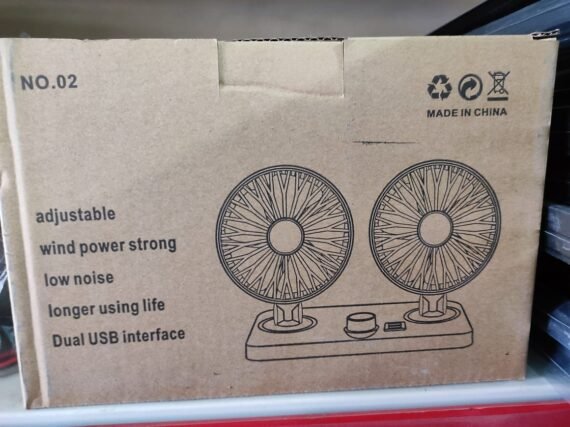 NO.02
MADE IN CHINA
adjustable
wind power strong
low noise
longer using life
Dual USB interface